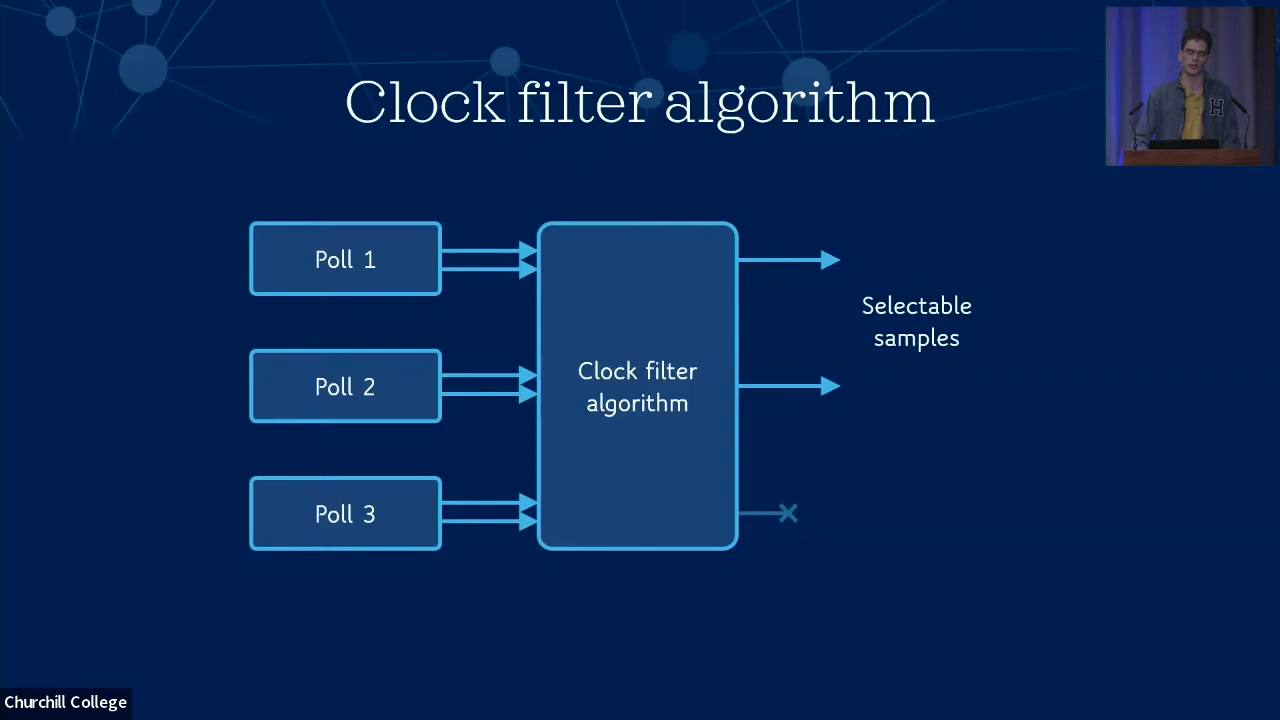 Clock filter algorithm
H
Poll 1
Poll 2
Poll 3
Clock filter
algorithm
Selectable
samples
Churchill College